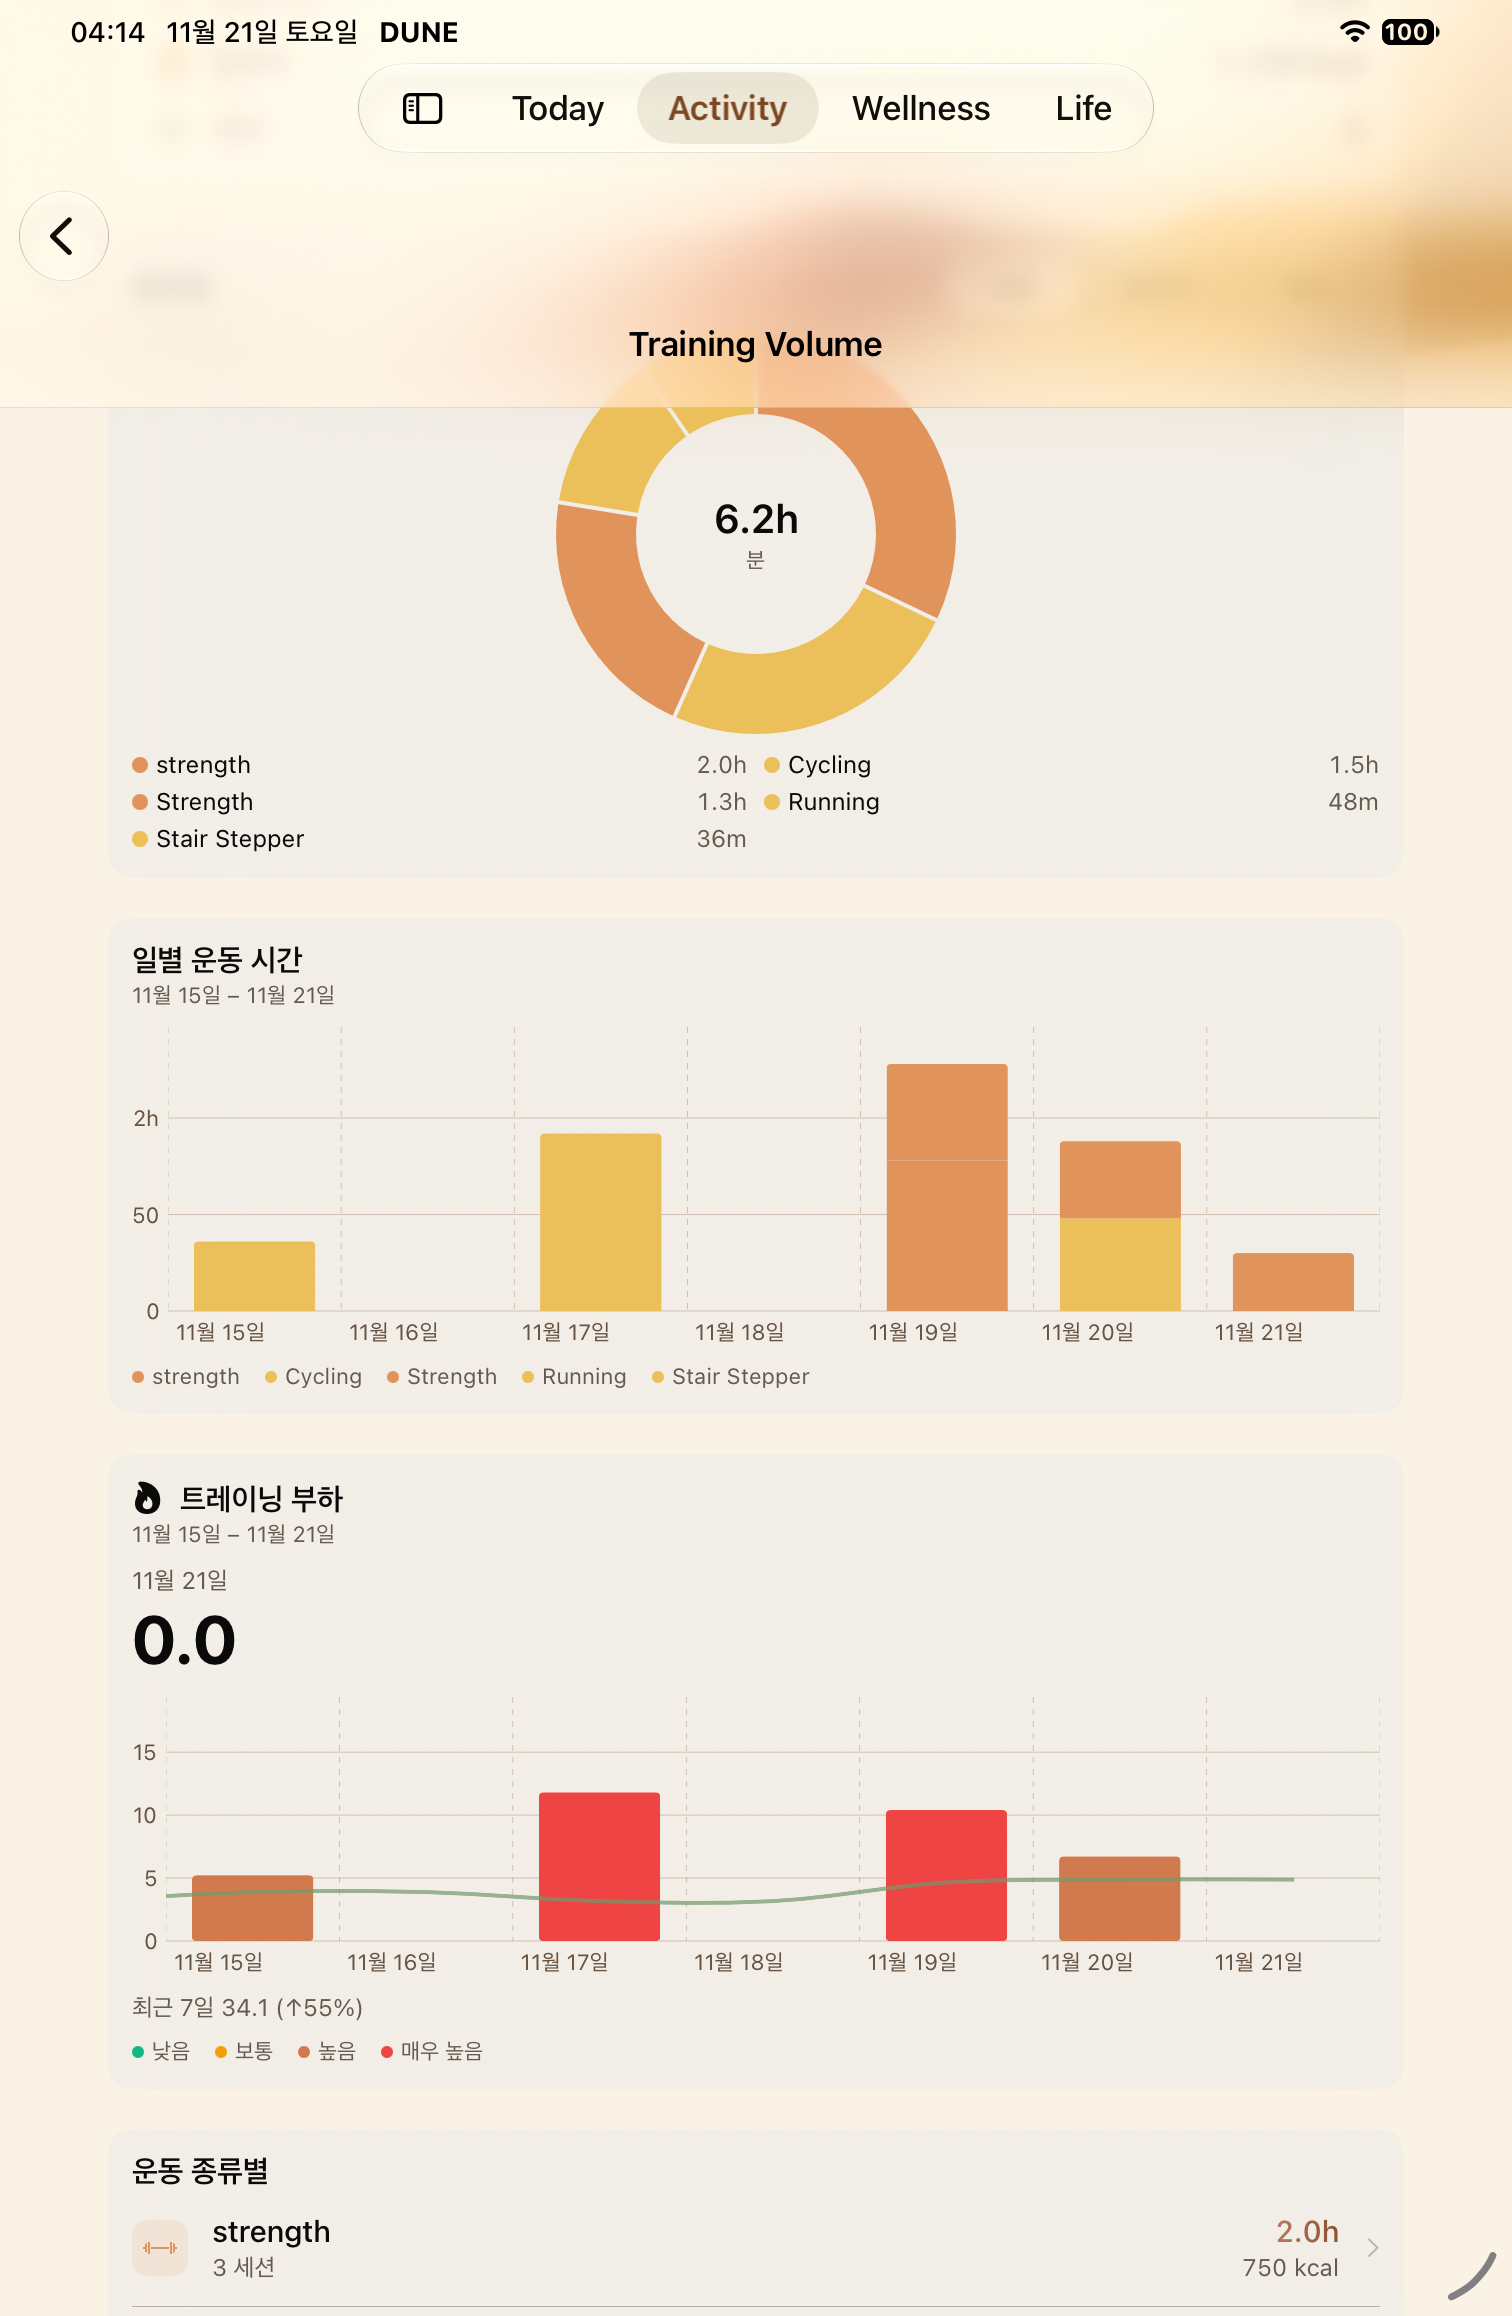 04:14 11월 21일 토요일 DUNE 100
Today Activity Wellness Life
Training Volume
6.2h
분
strength 2.0h Cycling 1.5h
Strength 1.3h Running 48m
Stair Stepper 36m
일별 운동 시간
11월 15일 – 11월 21일
2h
50
0
11월 15일 11월 16일 11월 17일 11월 18일 11월 19일 11월 20일 11월 21일
strength Cycling Strength Running Stair Stepper
트레이닝 부하
11월 15일 – 11월 21일
11월 21일
0.0
15
10
5
0
11월 15일 11월 16일 11월 17일 11월 18일 11월 19일 11월 20일 11월 21일
최근 7일 34.1 (↑55%)
낮음 보통 높음 매우 높음
운동 종류별
strength 2.0h
3 세션 750 kcal